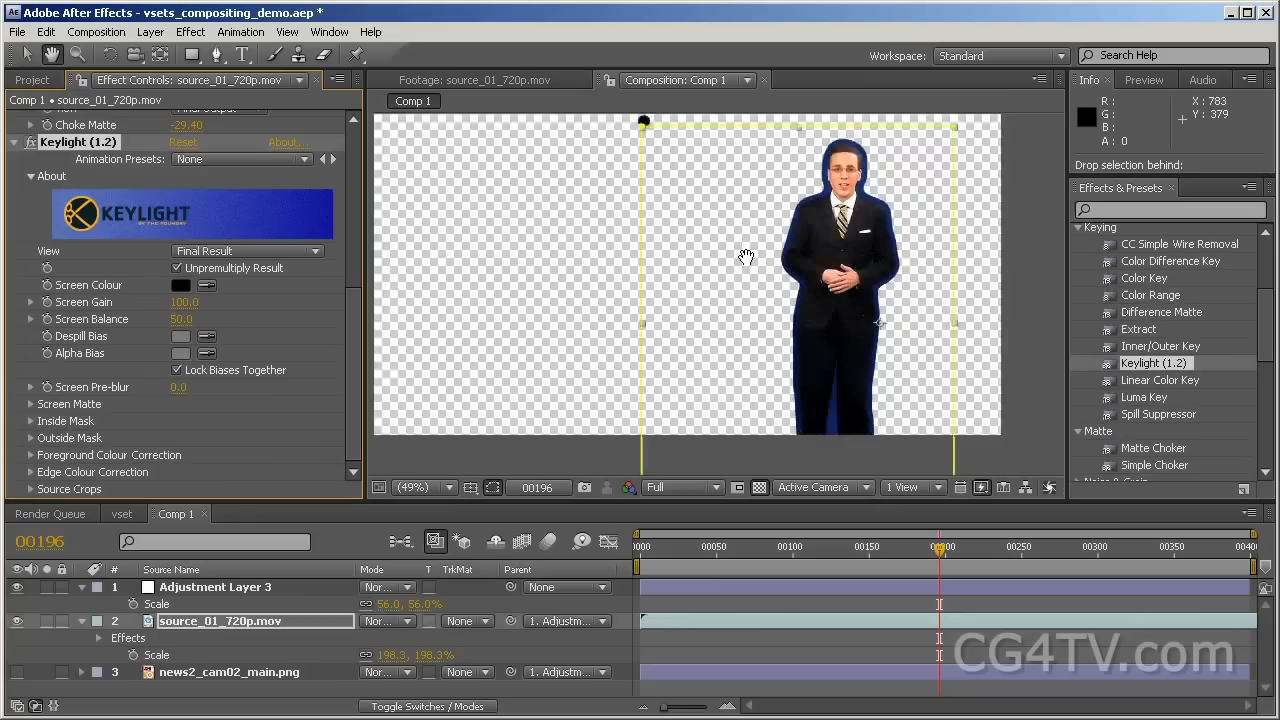 Adobe After Effects - vsets_compositing_demo.aep *
File Edit Composition Layer Effect Animation View Window Help
Workspace: Standard Search Help
Project Effect Controls: source_01_720p.mov
Comp 1 • source_01_720p.mov
Choke Matte -29.40
Keylight (1.2) Reset About...
Animation Presets: None
About
KEYLIGHT
BY THE FOUNDRY
View Final Result
Unpremultiply Result
Screen Colour
Screen Gain 100.0
Screen Balance 50.0
Despill Bias
Alpha Bias
Lock Biases Together
Screen Pre-blur 0.0
Screen Matte
Inside Mask
Outside Mask
Foreground Colour Correction
Edge Colour Correction
Source Crops
Footage: source_01_720p.mov Composition: Comp 1
Comp 1
(49%) 00196 Full Active Camera 1 View
Info Preview Audio
R: X: 783
G: Y: 379
B:
A: 0
Drop selection behind:
Effects & Presets
Keying
CC Simple Wire Removal
Color Difference Key
Color Key
Color Range
Difference Matte
Extract
Inner/Outer Key
Keylight (1.2)
Linear Color Key
Luma Key
Spill Suppressor
Matte
Matte Choker
Simple Choker
Render Queue vset Comp 1
00196
0000 00050 00100 00150 00250 00300 00350
# Source Name Mode T TrkMat Parent
1 Adjustment Layer 3 Nor... None
Scale 56.0, 56.0%
2 source_01_720p.mov Nor... None 1. Adjustm...
Effects
Scale 198.3, 198.3%
3 news2_cam02_main.png Nor... None 1. Adjustm...
Toggle Switches / Modes
CG4TV.com